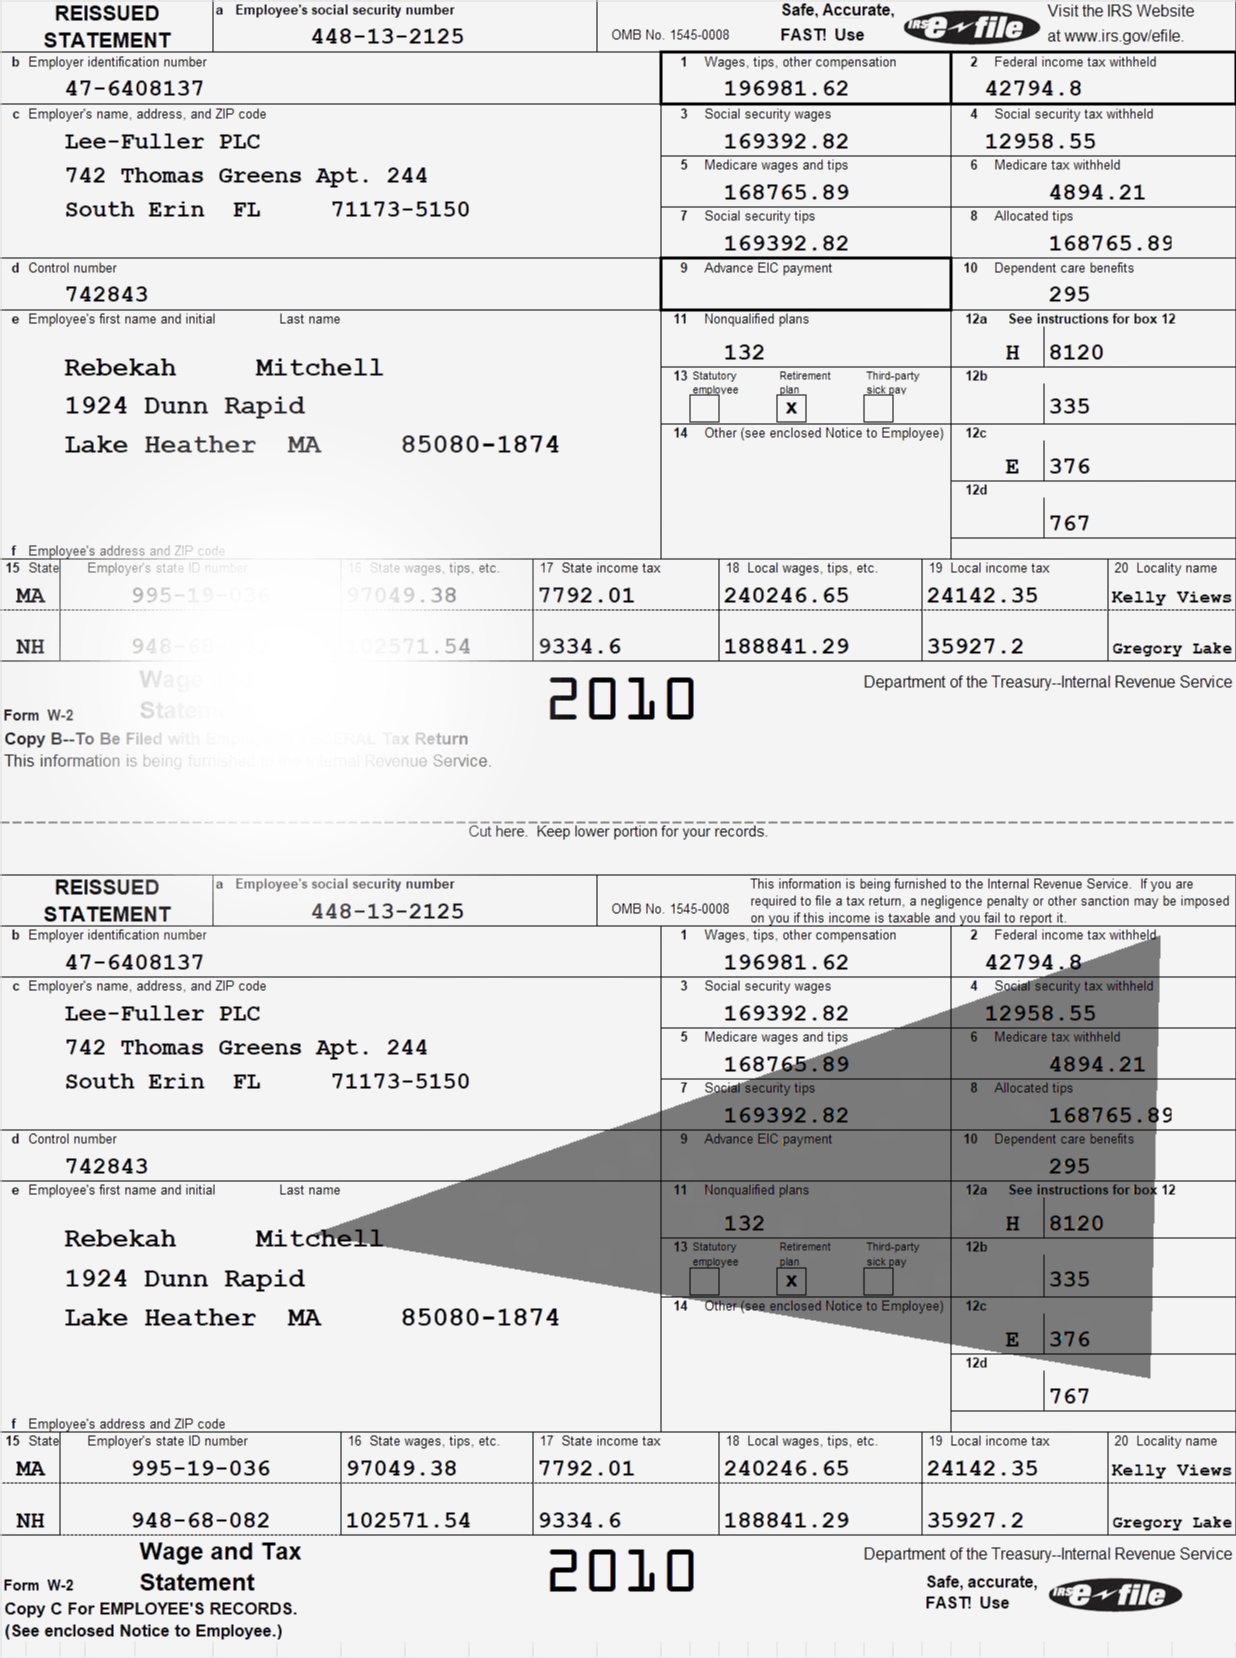 REISSUED STATEMENT
a Employee's social security number
448-13-2125
OMB No. 1545-0008
Safe, Accurate, FAST! Use
IRS e-file
Visit the IRS Website at www.irs.gov/efile.
b Employer identification number
47-6408137
1 Wages, tips, other compensation
196981.62
2 Federal income tax withheld
42794.8
c Employer's name, address, and ZIP code
Lee-Fuller PLC
742 Thomas Greens Apt. 244
South Erin FL 71173-5150
3 Social security wages
169392.82
4 Social security tax withheld
12958.55
5 Medicare wages and tips
168765.89
6 Medicare tax withheld
4894.21
7 Social security tips
169392.82
8 Allocated tips
168765.89
d Control number
742843
9 Advance EIC payment
10 Dependent care benefits
295
e Employee's first name and initial Last name
Rebekah Mitchell
1924 Dunn Rapid
Lake Heather MA 85080-1874
11 Nonqualified plans
132
12a See instructions for box 12
H 8120
13 Statutory employee Retirement plan Third-party sick pay
X
12b
335
14 Other (see enclosed Notice to Employee)
12c
E 376
12d
767
f Employee's address and ZIP code
15 State Employer's state ID number 16 State wages, tips, etc. 17 State income tax 18 Local wages, tips, etc. 19 Local income tax 20 Locality name
MA 995-19-036 97049.38 7792.01 240246.65 24142.35 Kelly Views
NH 948-68- 102571.54 9334.6 188841.29 35927.2 Gregory Lake
Wage
Form W-2
2010
Department of the Treasury--Internal Revenue Service
Copy B--To Be Filed with Tax Return
This information is being furnished to the Internal Revenue Service.
Cut here. Keep lower portion for your records.
REISSUED STATEMENT
a Employee's social security number
448-13-2125
OMB No. 1545-0008
This information is being furnished to the Internal Revenue Service. If you are
required to file a tax return, a negligence penalty or other sanction may be imposed
on you if this income is taxable and you fail to report it.
b Employer identification number
47-6408137
1 Wages, tips, other compensation
196981.62
2 Federal income tax withheld
42794.8
c Employer's name, address, and ZIP code
Lee-Fuller PLC
742 Thomas Greens Apt. 244
South Erin FL 71173-5150
3 Social security wages
169392.82
4 Social security tax withheld
12958.55
5 Medicare wages and tips
168765.89
6 Medicare tax withheld
4894.21
7 Social security tips
169392.82
8 Allocated tips
168765.89
d Control number
742843
9 Advance EIC payment
10 Dependent care benefits
295
e Employee's first name and initial Last name
Rebekah Mitchell
1924 Dunn Rapid
Lake Heather MA 85080-1874
11 Nonqualified plans
132
12a See instructions for box 12
H 8120
13 Statutory employee Retirement plan Third-party sick pay
X
12b
335
14 Other (see enclosed Notice to Employee)
12c
E 376
12d
767
f Employee's address and ZIP code
15 State Employer's state ID number 16 State wages, tips, etc. 17 State income tax 18 Local wages, tips, etc. 19 Local income tax 20 Locality name
MA 995-19-036 97049.38 7792.01 240246.65 24142.35 Kelly Views
NH 948-68-082 102571.54 9334.6 188841.29 35927.2 Gregory Lake
Wage and Tax
Statement
Form W-2
2010
Department of the Treasury--Internal Revenue Service
Safe, accurate, FAST! Use
IRS e-file
Copy C For EMPLOYEE'S RECORDS.
(See enclosed Notice to Employee.)